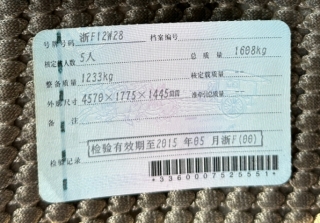 号牌号码 浙F12W28 档案编号
核定载人数 5人 总质量 1608kg
整备质量 1233kg 核定载质量 --
外廓尺寸 4570×1775×1445mm 准牵引总质量 --
备注
检验有效期至2015年05月浙F(00)
检验记录
*3360007525551*